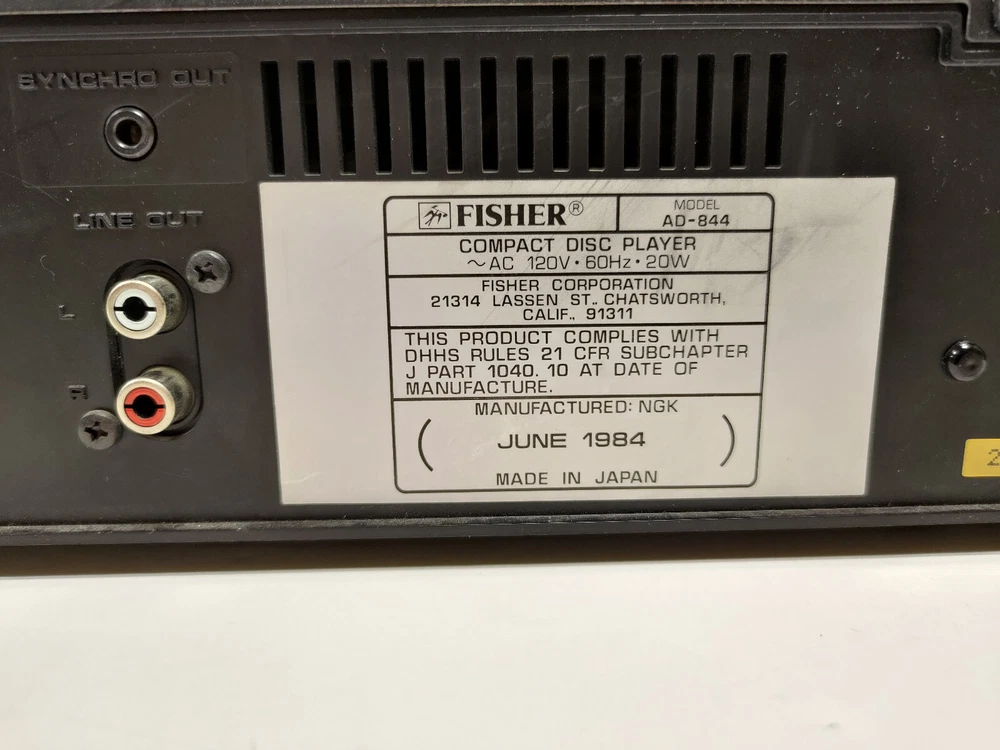 SYNCHRO OUT
LINE OUT
L
R
FISHER®
MODEL
AD-844
COMPACT DISC PLAYER
~AC 120V·60Hz·20W
FISHER CORPORATION
21314 LASSEN ST., CHATSWORTH,
CALIF., 91311
THIS PRODUCT COMPLIES WITH
DHHS RULES 21 CFR SUBCHAPTER
J PART 1040.10 AT DATE OF
MANUFACTURE.
MANUFACTURED: NGK
( JUNE 1984 )
MADE IN JAPAN
2